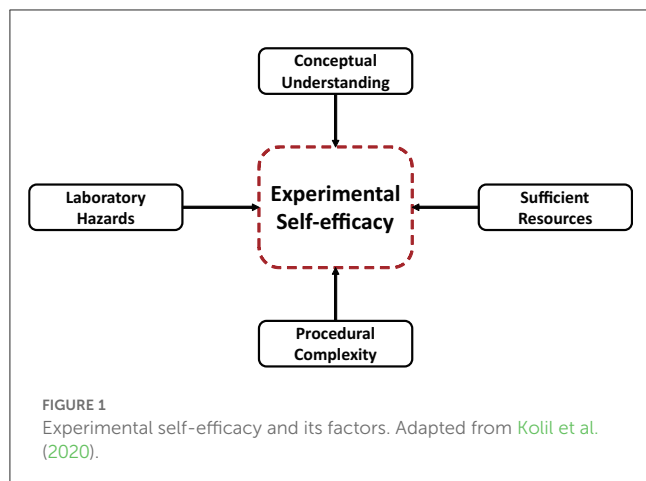 Conceptual
Understanding
Laboratory
Hazards
Experimental
Self-efficacy
Sufficient
Resources
Procedural
Complexity
FIGURE 1
Experimental self-efficacy and its factors. Adapted from Kolil et al.
(2020).